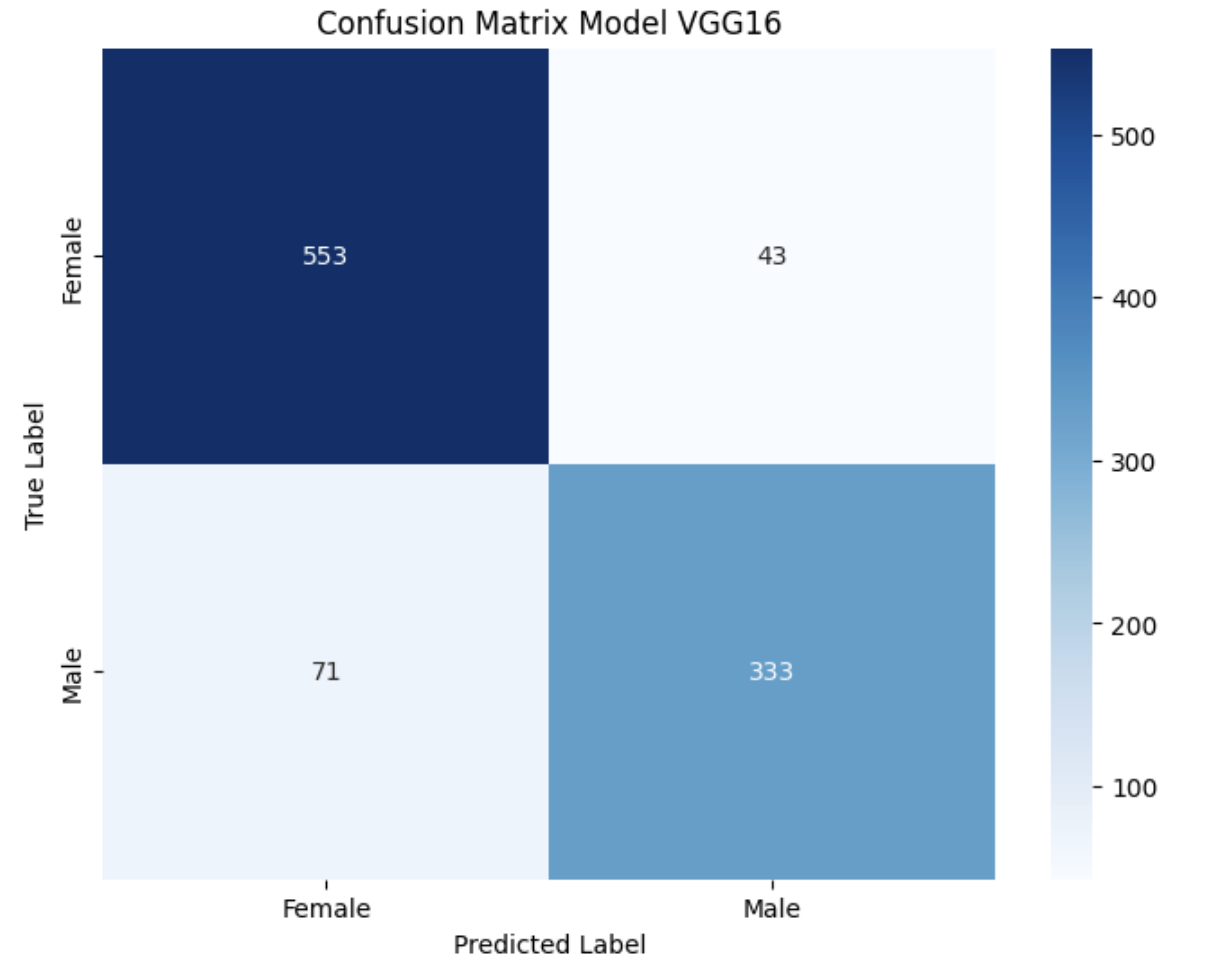 Confusion Matrix Model VGG16
Female
553
43
500
400
True Label
300
200
Male
71
333
100
Female
Male
Predicted Label